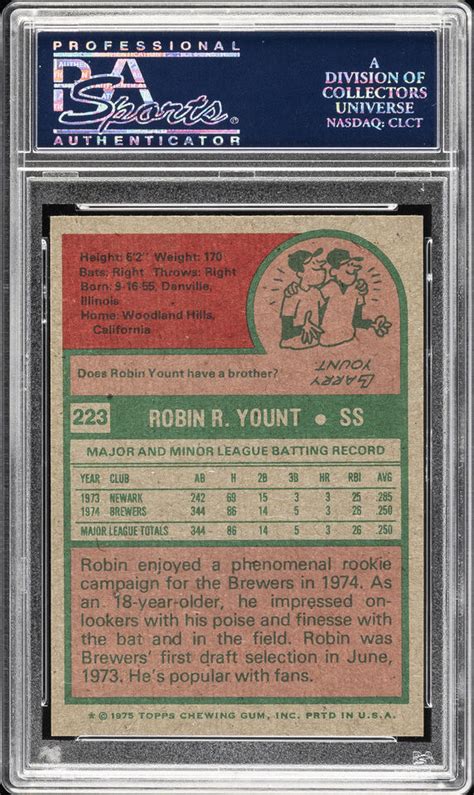 PROFESSIONAL
PSA
Sports®
AUTHENTICATOR
A
DIVISION OF
COLLECTORS
UNIVERSE
NASDAQ: CLCT
Height: 6'2" Weight: 170
Bats: Right Throws: Right
Born: 9-16-55, Danville,
Illinois
Home: Woodland Hills,
California
Does Robin Yount have a brother?
LARRY
YOUNT
223 ROBIN R. YOUNT • SS
MAJOR AND MINOR LEAGUE BATTING RECORD
YEAR CLUB AB H 2B 3B HR RBI AVG
1973 NEWARK 242 69 15 3 3 25 .285
1974 BREWERS 344 86 14 5 3 26 .250
MAJOR LEAGUE TOTALS 344 86 14 5 3 26 .250
Robin enjoyed a phenomenal rookie
campaign for the Brewers in 1974. As
an 18-year-older, he impressed on-
lookers with his poise and finesse with
the bat and in the field. Robin was
Brewers' first draft selection in June,
1973. He's popular with fans.
* © 1975 TOPPS CHEWING GUM, INC. PRTD IN U.S.A.